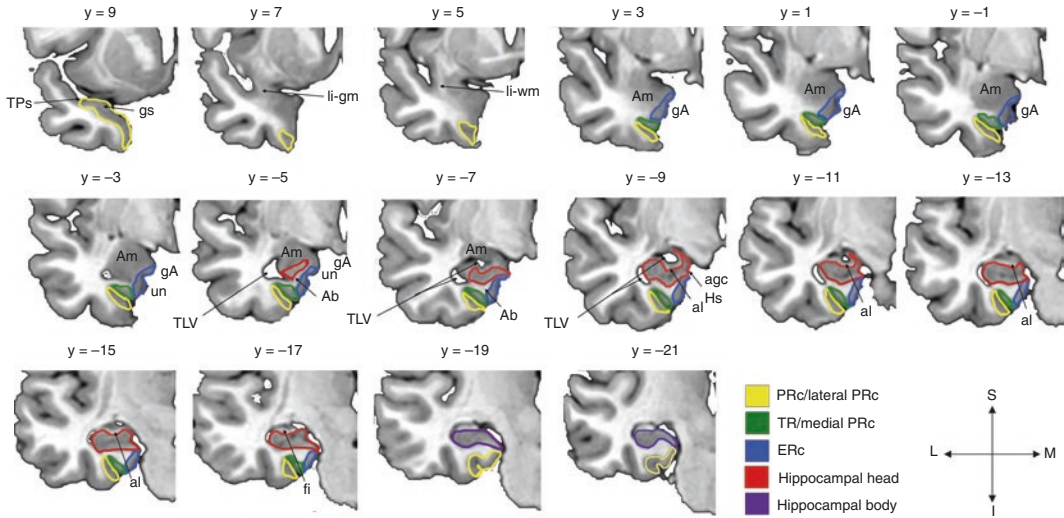 y = 9
y = 7
y = 5
y = 3
y = 1
y = –1
TPs
gs
li-gm
li-wm
Am
gA
Am
gA
Am
gA
y = –3
y = –5
y = –7
y = –9
y = –11
y = –13
Am
gA
un
Am
gA
un
Ab
TLV
Am
Ab
TLV
agc
Hs
al
TLV
al
al
y = –15
y = –17
y = –19
y = –21
al
fi
PRc/lateral PRc
TR/medial PRc
ERc
Hippocampal head
Hippocampal body
S
L
M
I